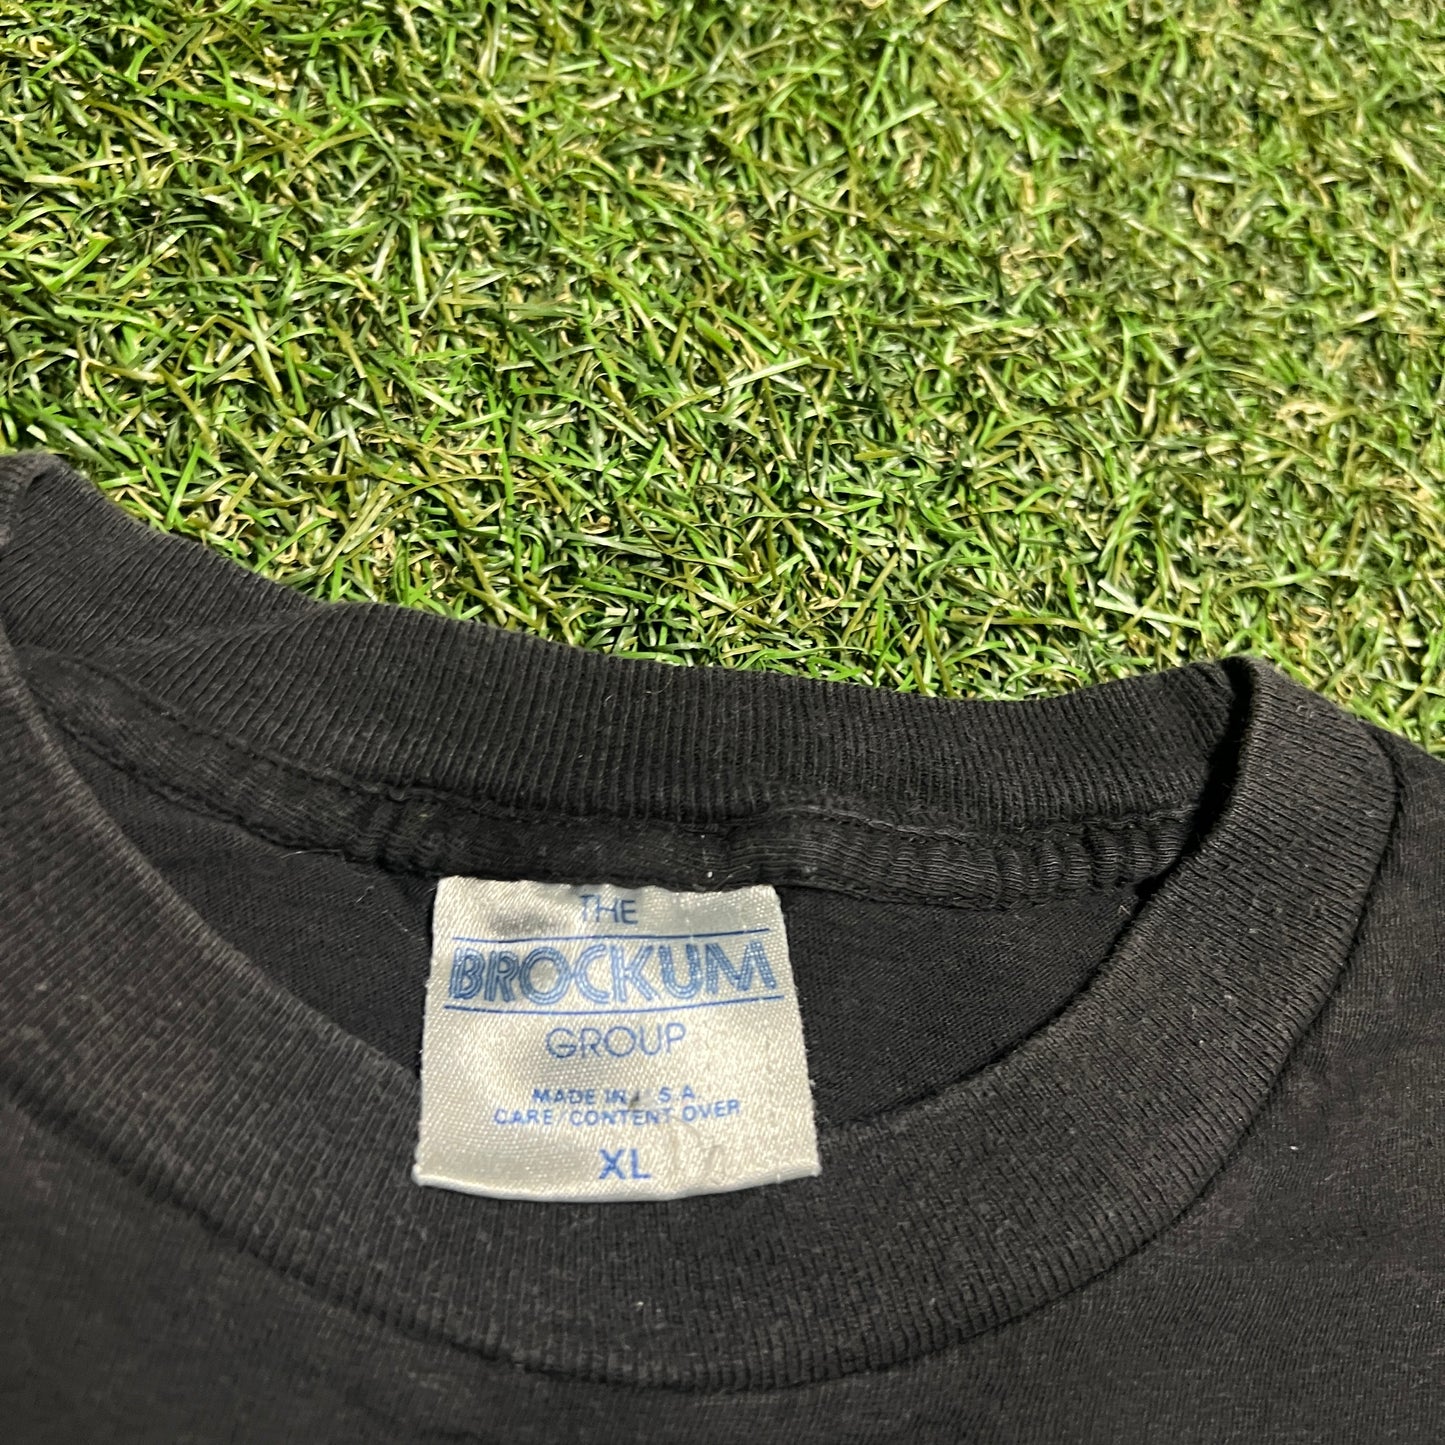 THE
BROCKUM
GROUP
MADE IN U S A
CARE/CONTENT OVER
XL